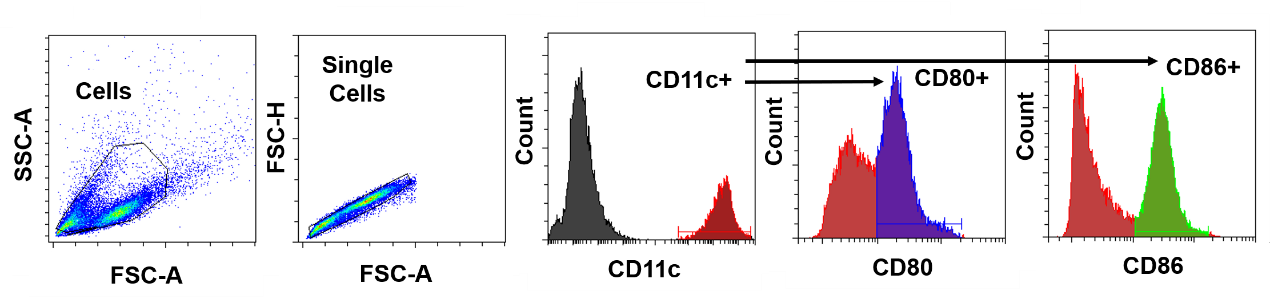 Cells
SSC-A
FSC-A
Single
Cells
FSC-H
FSC-A
CD11c+
Count
CD11c
CD80+
Count
CD80
CD86+
Count
CD86